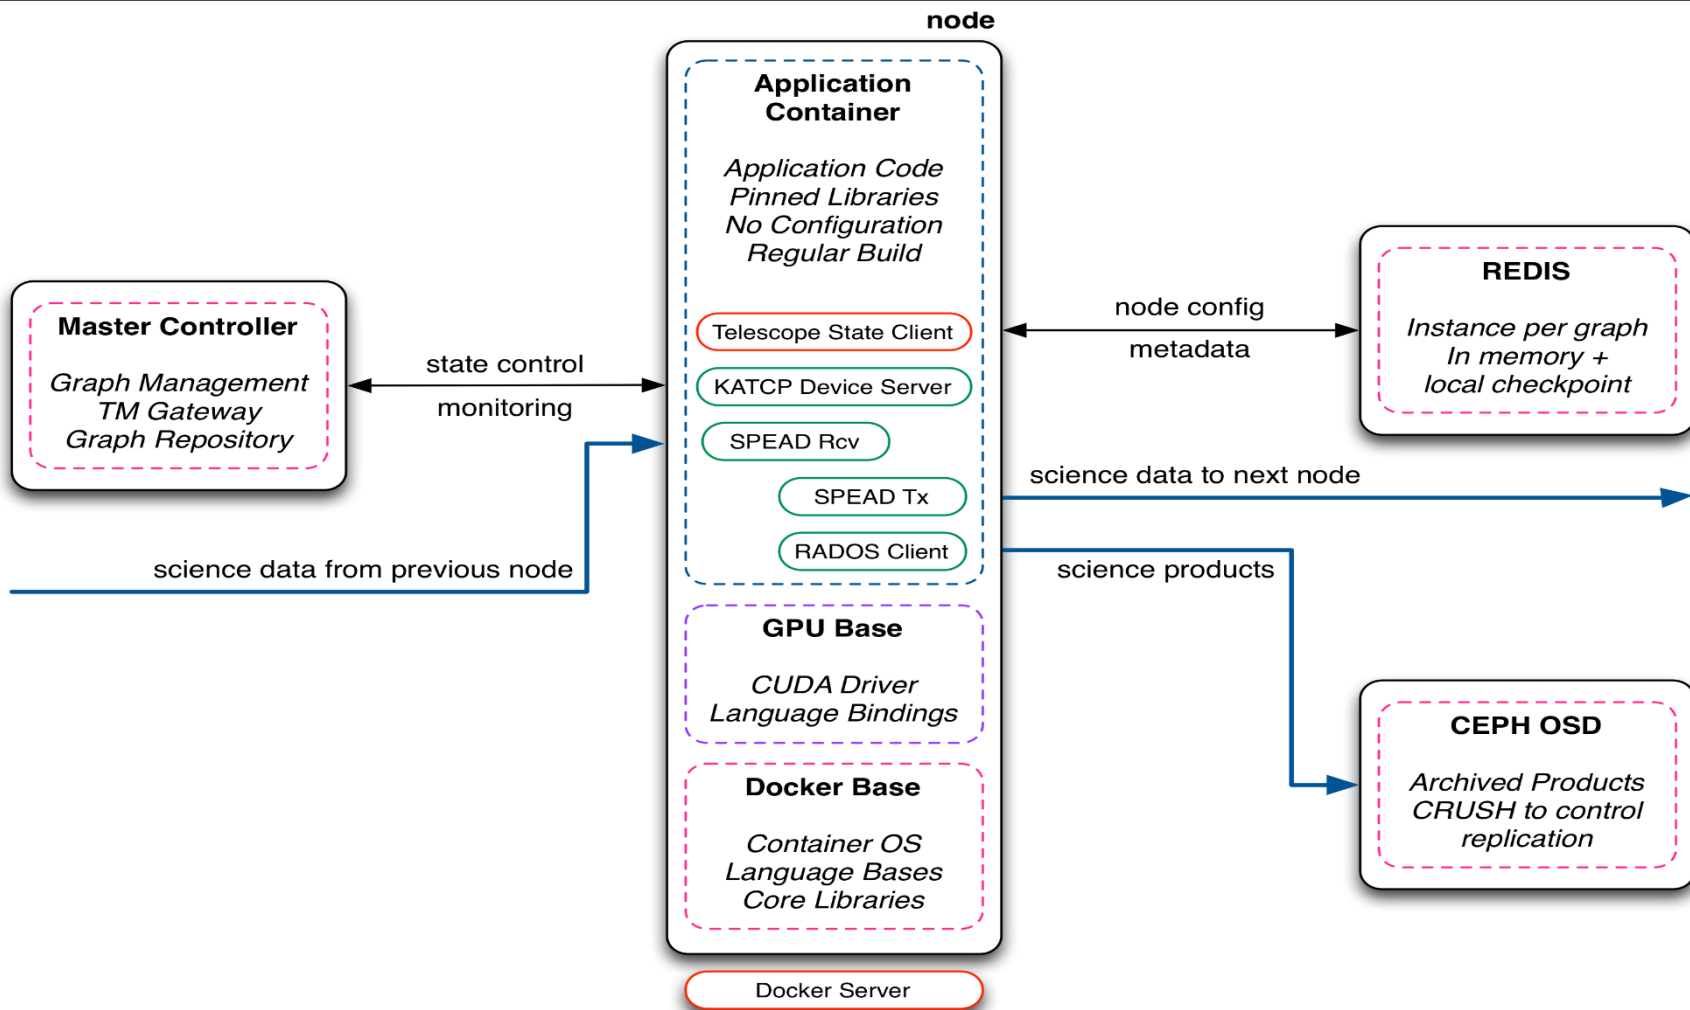 node
Application
Container
Application Code
Pinned Libraries
No Configuration
Regular Build
Telescope State Client
KATCP Device Server
SPEAD Rcv
SPEAD Tx
RADOS Client
GPU Base
CUDA Driver
Language Bindings
Docker Base
Container OS
Language Bases
Core Libraries
Docker Server
Master Controller
Graph Management
TM Gateway
Graph Repository
state control
monitoring
science data from previous node
node config
metadata
REDIS
Instance per graph
In memory +
local checkpoint
science data to next node
science products
CEPH OSD
Archived Products
CRUSH to control
replication